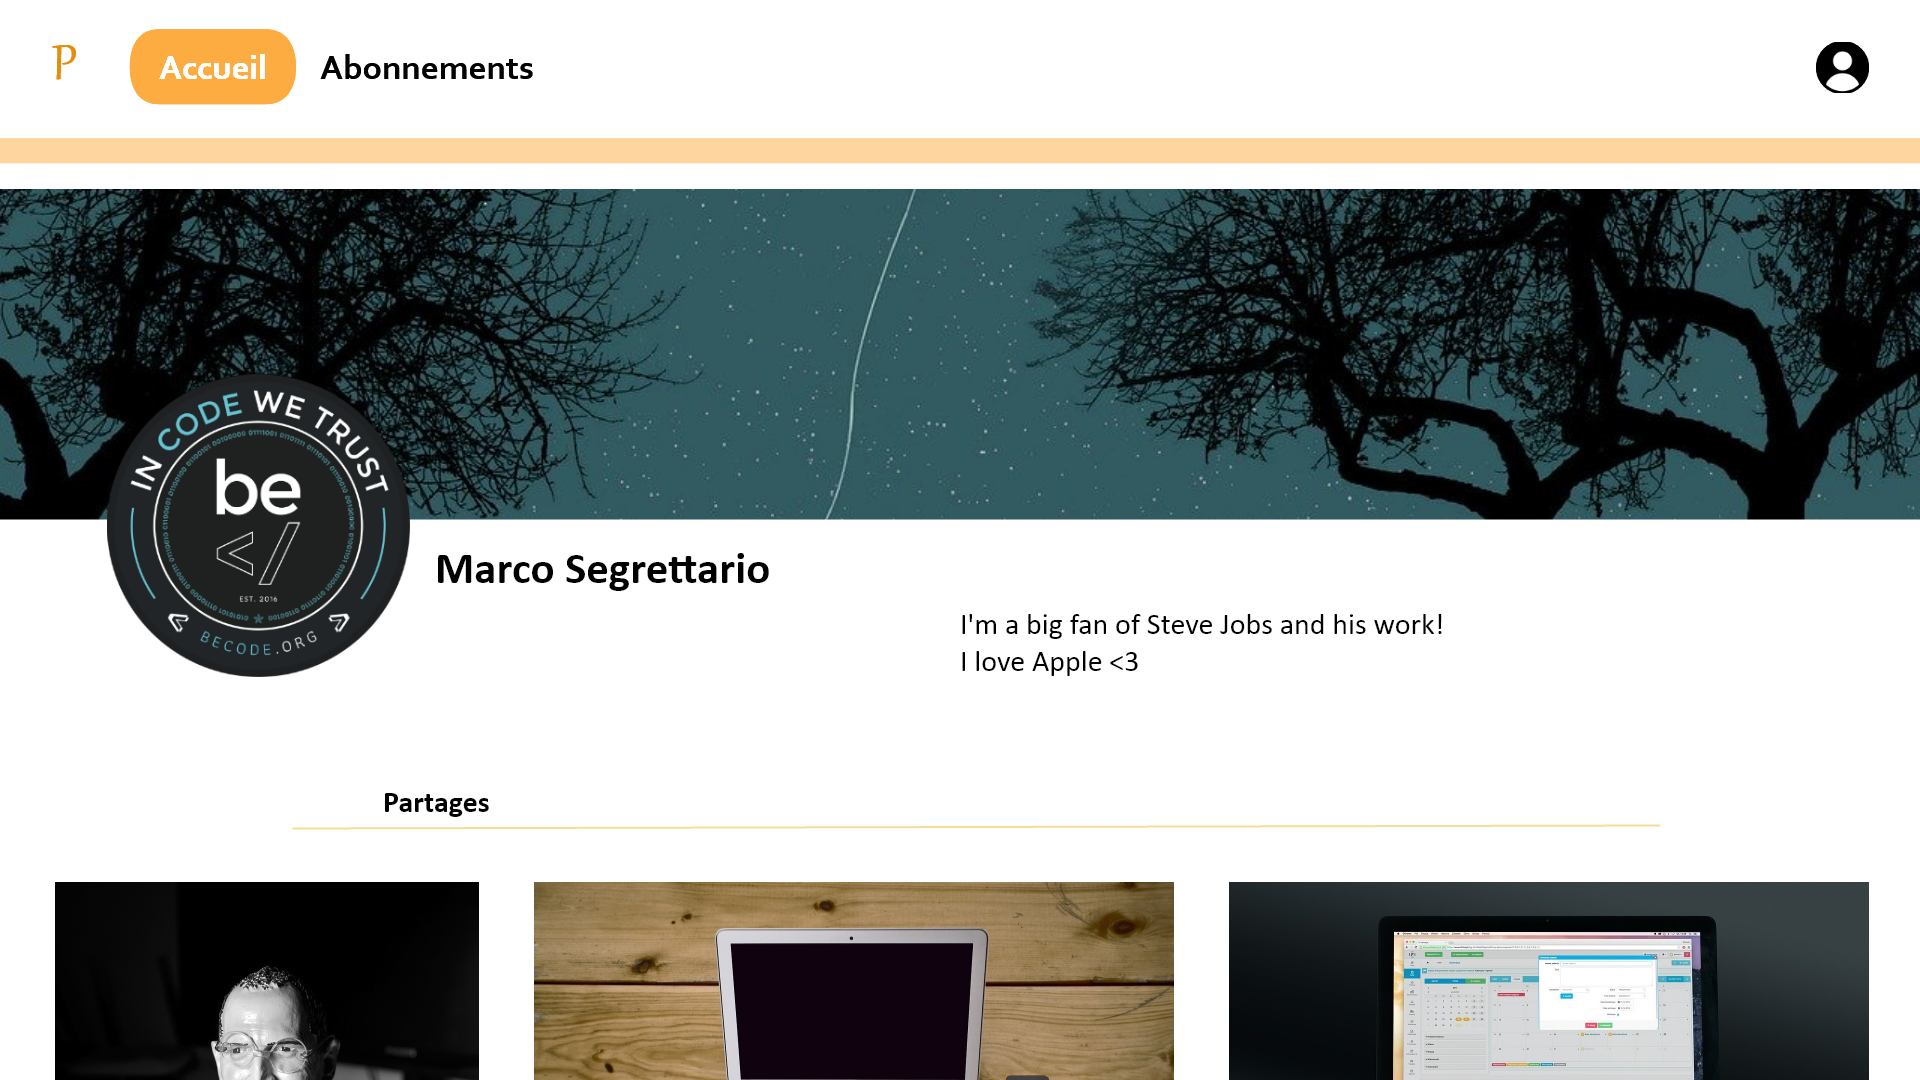 P
Accueil
Abonnements
IN CODE WE TRUST
be
</
EST. 2016
BECODE.ORG
Marco Segrettario
I'm a big fan of Steve Jobs and his work!
I love Apple <3
Partages